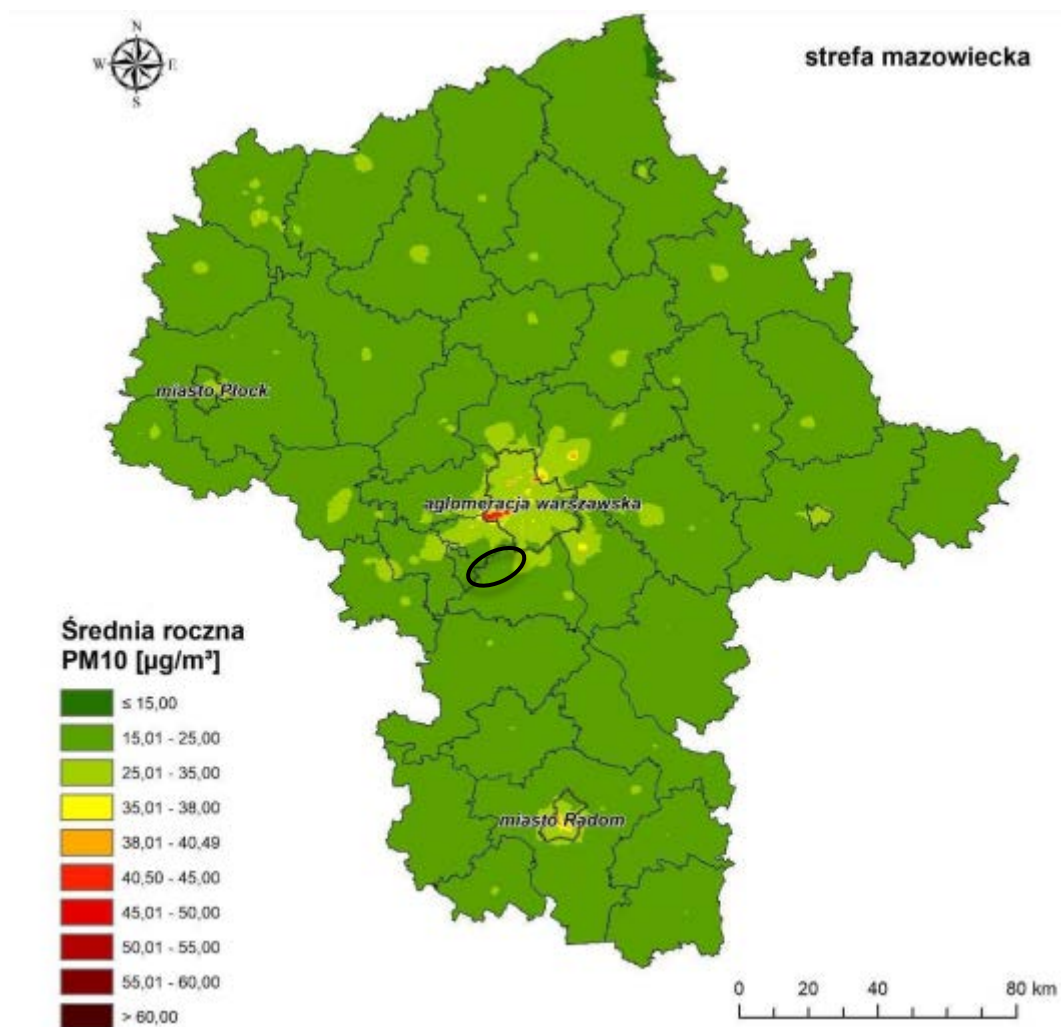 N
W E
S
strefa mazowiecka
miasto Płock
aglomeracja warszawska
miasto Radom
Średnia roczna
PM10 [µg/m³]
≤ 15,00
15,01 - 25,00
25,01 - 35,00
35,01 - 38,00
38,01 - 40,49
40,50 - 45,00
45,01 - 50,00
50,01 - 55,00
55,01 - 60,00
> 60,00
0 20 40 80 km